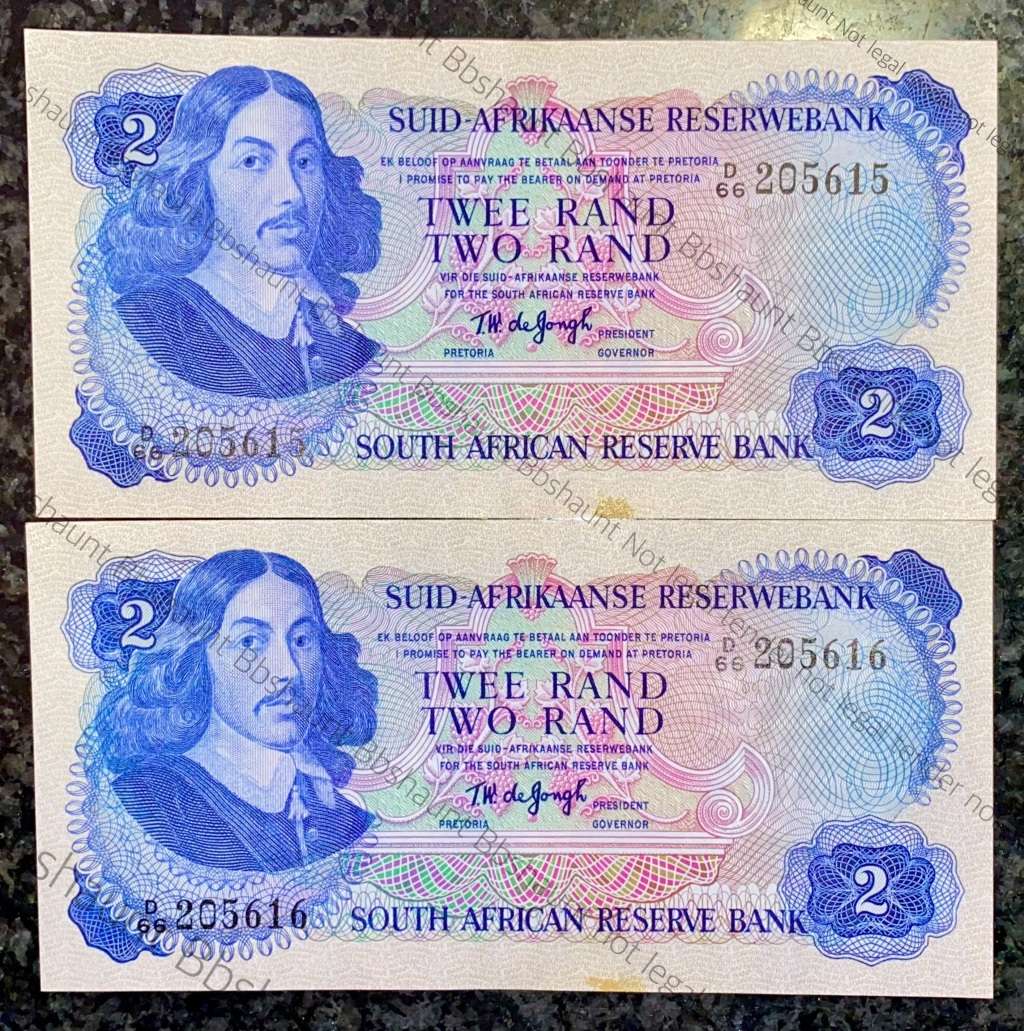 2
SUID-AFRIKAANSE RESERWEBANK
EK BELOOF OP AANVRAAG TE BETAAL AAN TOONDER TE PRETORIA
I PROMISE TO PAY THE BEARER ON DEMAND AT PRETORIA
D/66 205615
TWEE RAND
TWO RAND
VIR DIE SUID-AFRIKAANSE RESERWEBANK
FOR THE SOUTH AFRICAN RESERVE BANK
T.W. de Jongh
PRESIDENT
PRETORIA GOVERNOR
2
D/66 205615
SOUTH AFRICAN RESERVE BANK
2
SUID-AFRIKAANSE RESERWEBANK
EK BELOOF OP AANVRAAG TE BETAAL AAN TOONDER TE PRETORIA
I PROMISE TO PAY THE BEARER ON DEMAND AT PRETORIA
D/66 205616
TWEE RAND
TWO RAND
VIR DIE SUID-AFRIKAANSE RESERWEBANK
FOR THE SOUTH AFRICAN RESERVE BANK
T.W. de Jongh
PRESIDENT
PRETORIA GOVERNOR
2
D/66 205616
SOUTH AFRICAN RESERVE BANK
Bbshaunt Not legal